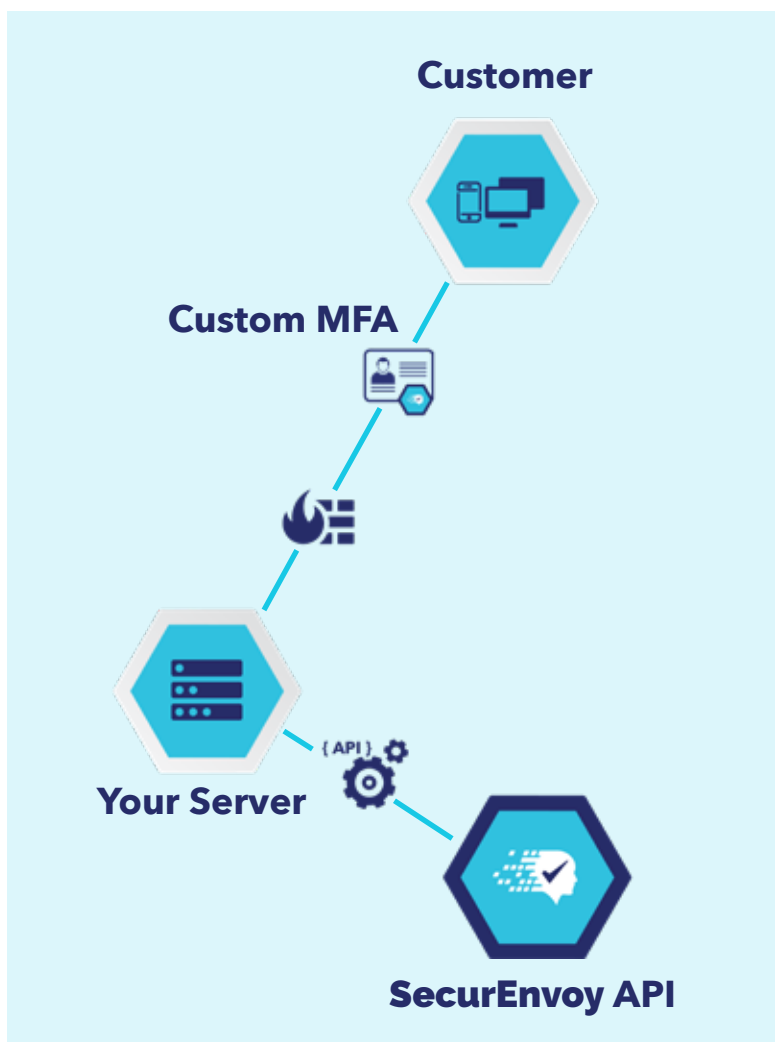 Customer
Custom MFA
{ API }
Your Server
SecurEnvoy API